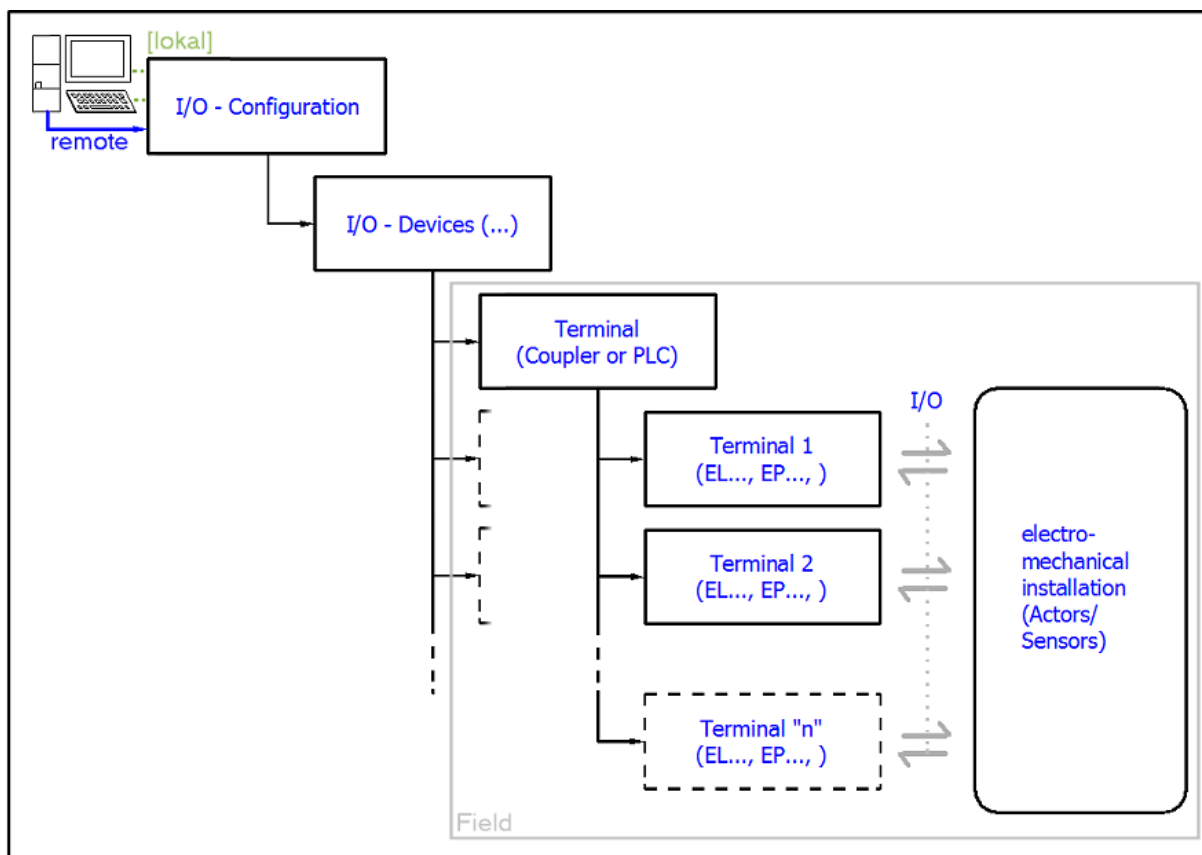 [lokal]
I/O - Configuration
remote
I/O - Devices (...)
Terminal
(Coupler or PLC)
I/O
Terminal 1
(EL..., EP..., )
Terminal 2
(EL..., EP..., )
electro-
mechanical
installation
(Actors/
Sensors)
Terminal "n"
(EL..., EP..., )
Field